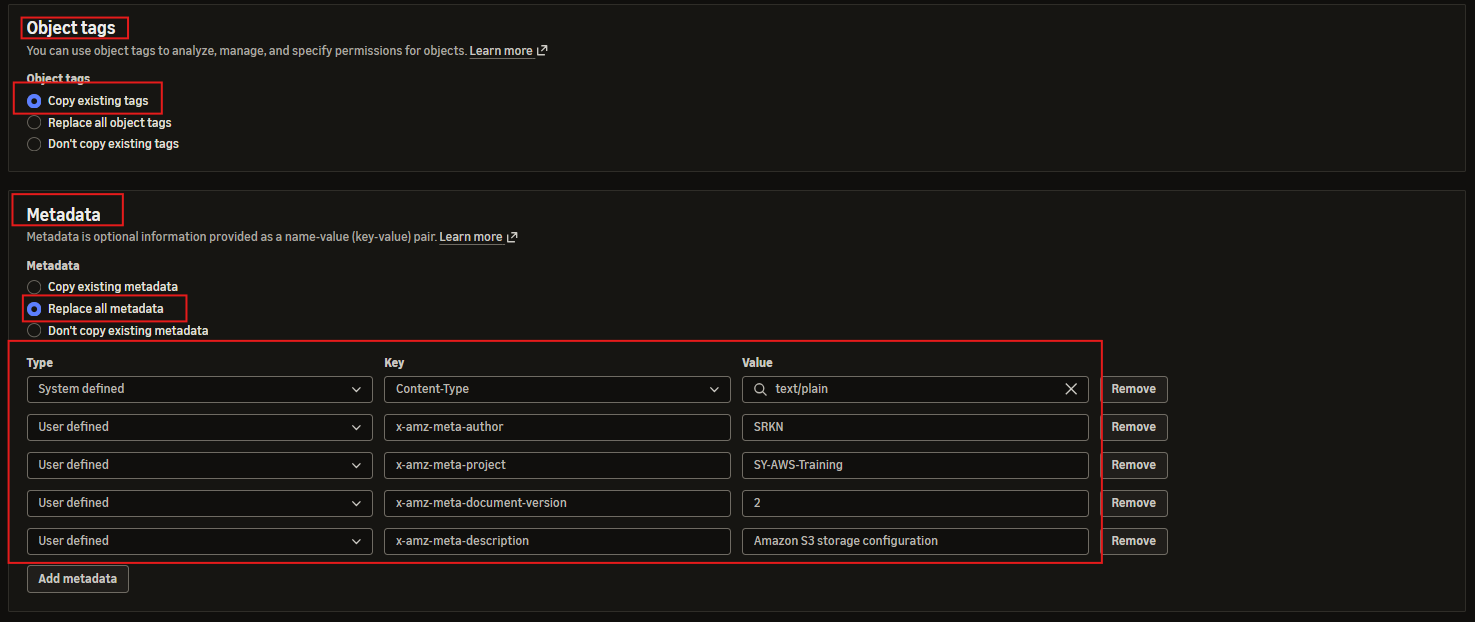 Object tags
You can use object tags to analyze, manage, and specify permissions for objects. Learn more
Object tags
Copy existing tags
Replace all object tags
Don't copy existing tags
Metadata
Metadata is optional information provided as a name-value (key-value) pair. Learn more
Metadata
Copy existing metadata
Replace all metadata
Don't copy existing metadata
Type Key Value
System defined Content-Type text/plain Remove
User defined x-amz-meta-author SRKN Remove
User defined x-amz-meta-project SY-AWS-Training Remove
User defined x-amz-meta-document-version 2 Remove
User defined x-amz-meta-description Amazon S3 storage configuration Remove
Add metadata